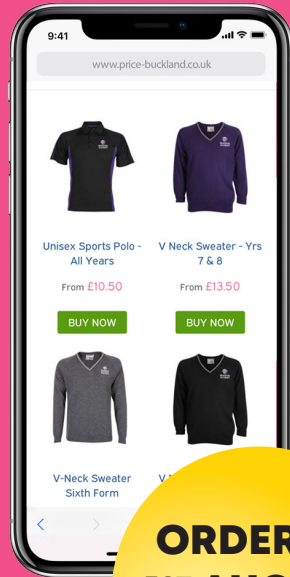 9:41
www.price-buckland.co.uk
Unisex Sports Polo -
All Years
From £10.50
BUY NOW
V Neck Sweater - Yrs
7 & 8
From £13.50
BUY NOW
V-Neck Sweater
Sixth Form
ORDER